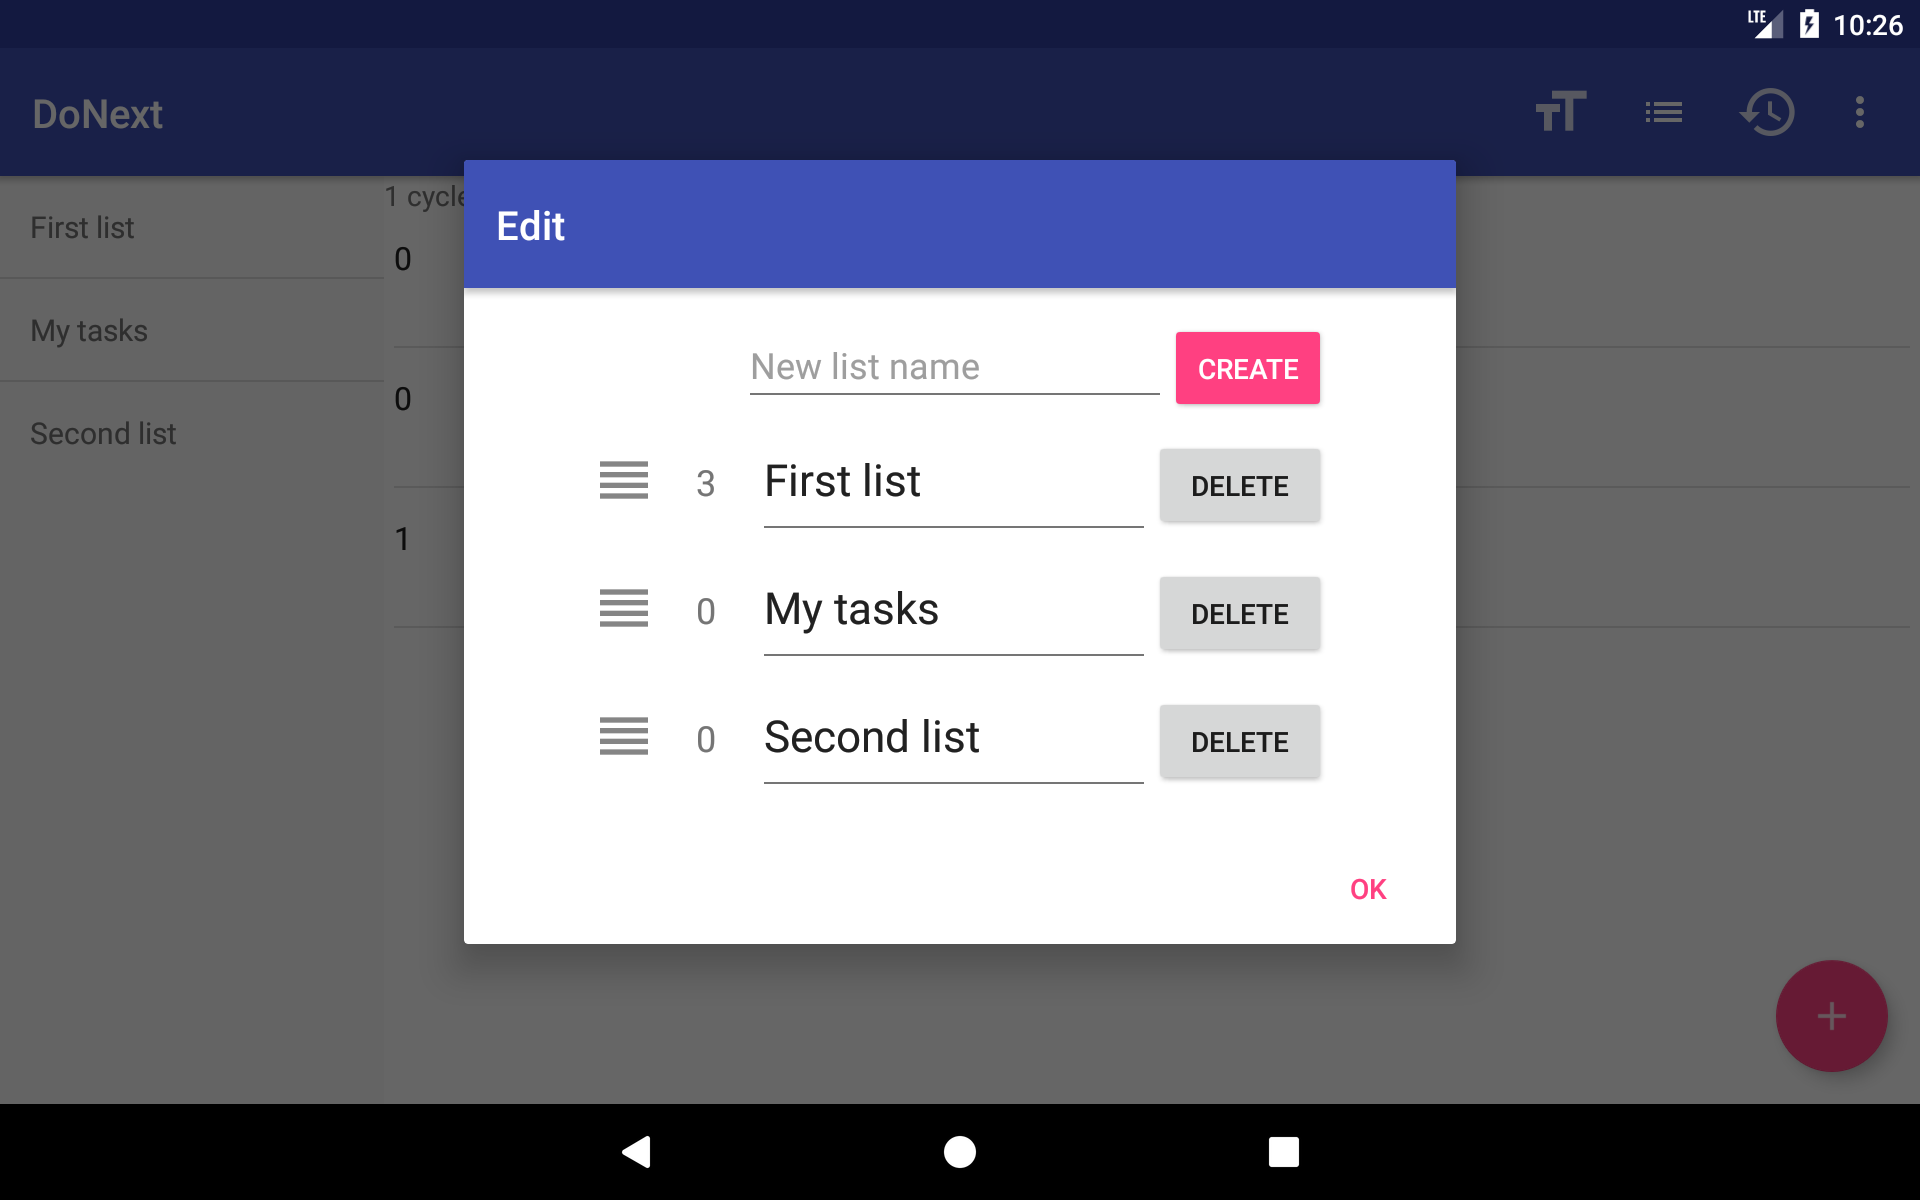 LTE 10:26
DoNext
First list
My tasks
Second list
1 cycle
0
0
1
Edit
New list name CREATE
3 First list DELETE
0 My tasks DELETE
0 Second list DELETE
OK